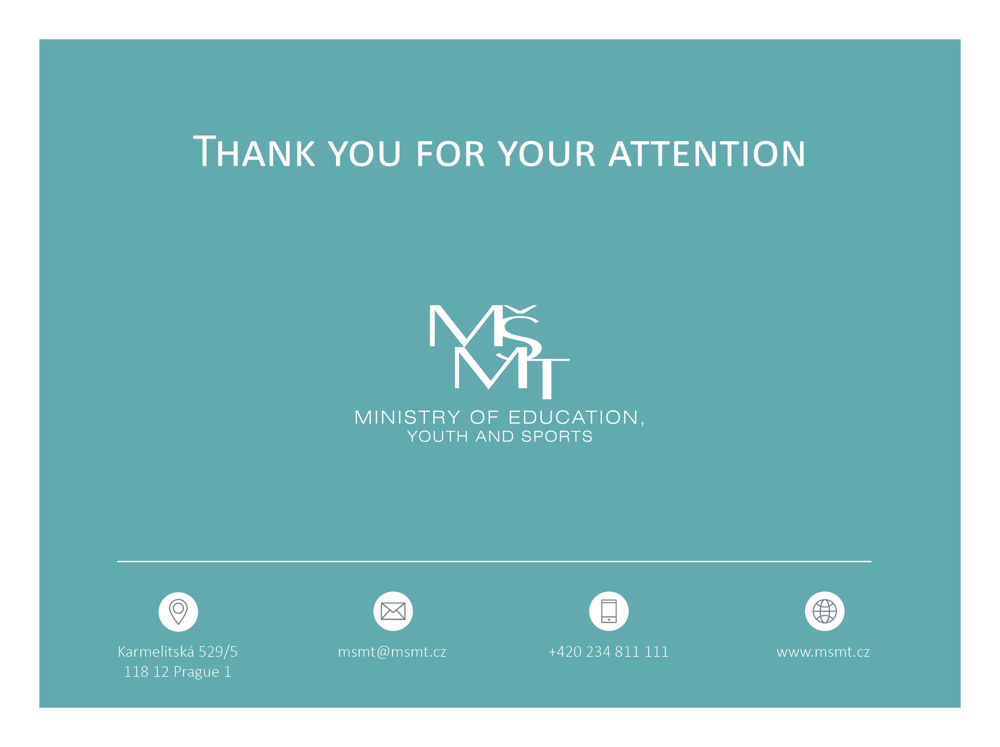 THANK YOU FOR YOUR ATTENTION
MŠMT
MINISTRY OF EDUCATION,
YOUTH AND SPORTS
Karmelitská 529/5
118 12 Prague 1
msmt@msmt.cz
+420 234 811 111
www.msmt.cz